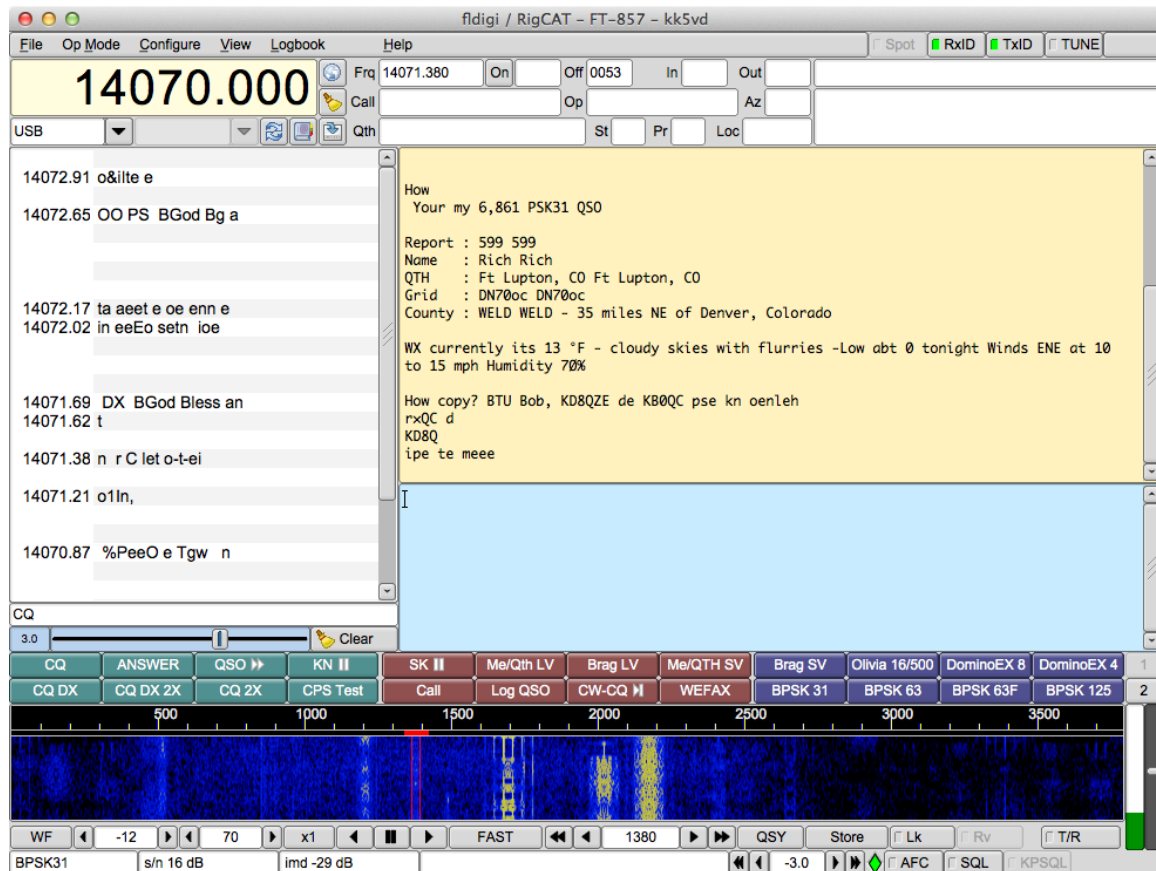 fldigi / RigCAT – FT-857 – kk5vd
File Op Mode Configure View Logbook Help
Spot RxID TxID TUNE
14070.000
Frq 14071.380 On Off 0053 In Out
Call Op Az
USB
Qth St Pr Loc
14072.91 o&ilte e
14072.65 OO PS BGod Bg a
14072.17 ta aeet e oe enn e
14072.02 in eeEo setn ioe
14071.69 DX BGod Bless an
14071.62 t
14071.38 n r C let o-t-ei
14071.21 o1In,
14070.87 %PeeO e Tgw n
CQ
3.0 Clear
How
Your my 6,861 PSK31 QSO
Report : 599 599
Name : Rich Rich
QTH : Ft Lupton, CO Ft Lupton, CO
Grid : DN70oc DN70oc
County : WELD WELD - 35 miles NE of Denver, Colorado
WX currently its 13 °F - cloudy skies with flurries -Low abt 0 tonight Winds ENE at 10
to 15 mph Humidity 70%
How copy? BTU Bob, KD8QZE de KB0QC pse kn oenleh
rxQC d
KD8Q
ipe te meee
CQ ANSWER QSO KN SK Me/Qth LV Brag LV Me/QTH SV Brag SV Olivia 16/500 DominoEX 8 DominoEX 4 1
CQ DX CQ DX 2X CQ 2X CPS Test Call Log QSO CW-CQ WEFAX BPSK 31 BPSK 63 BPSK 63F BPSK 125 2
500 1000 1500 2000 2500 3000 3500
WF -12 70 x1 FAST 1380 QSY Store Lk Rv T/R
BPSK31 s/n 16 dB imd -29 dB -3.0 AFC SQL KPSQL